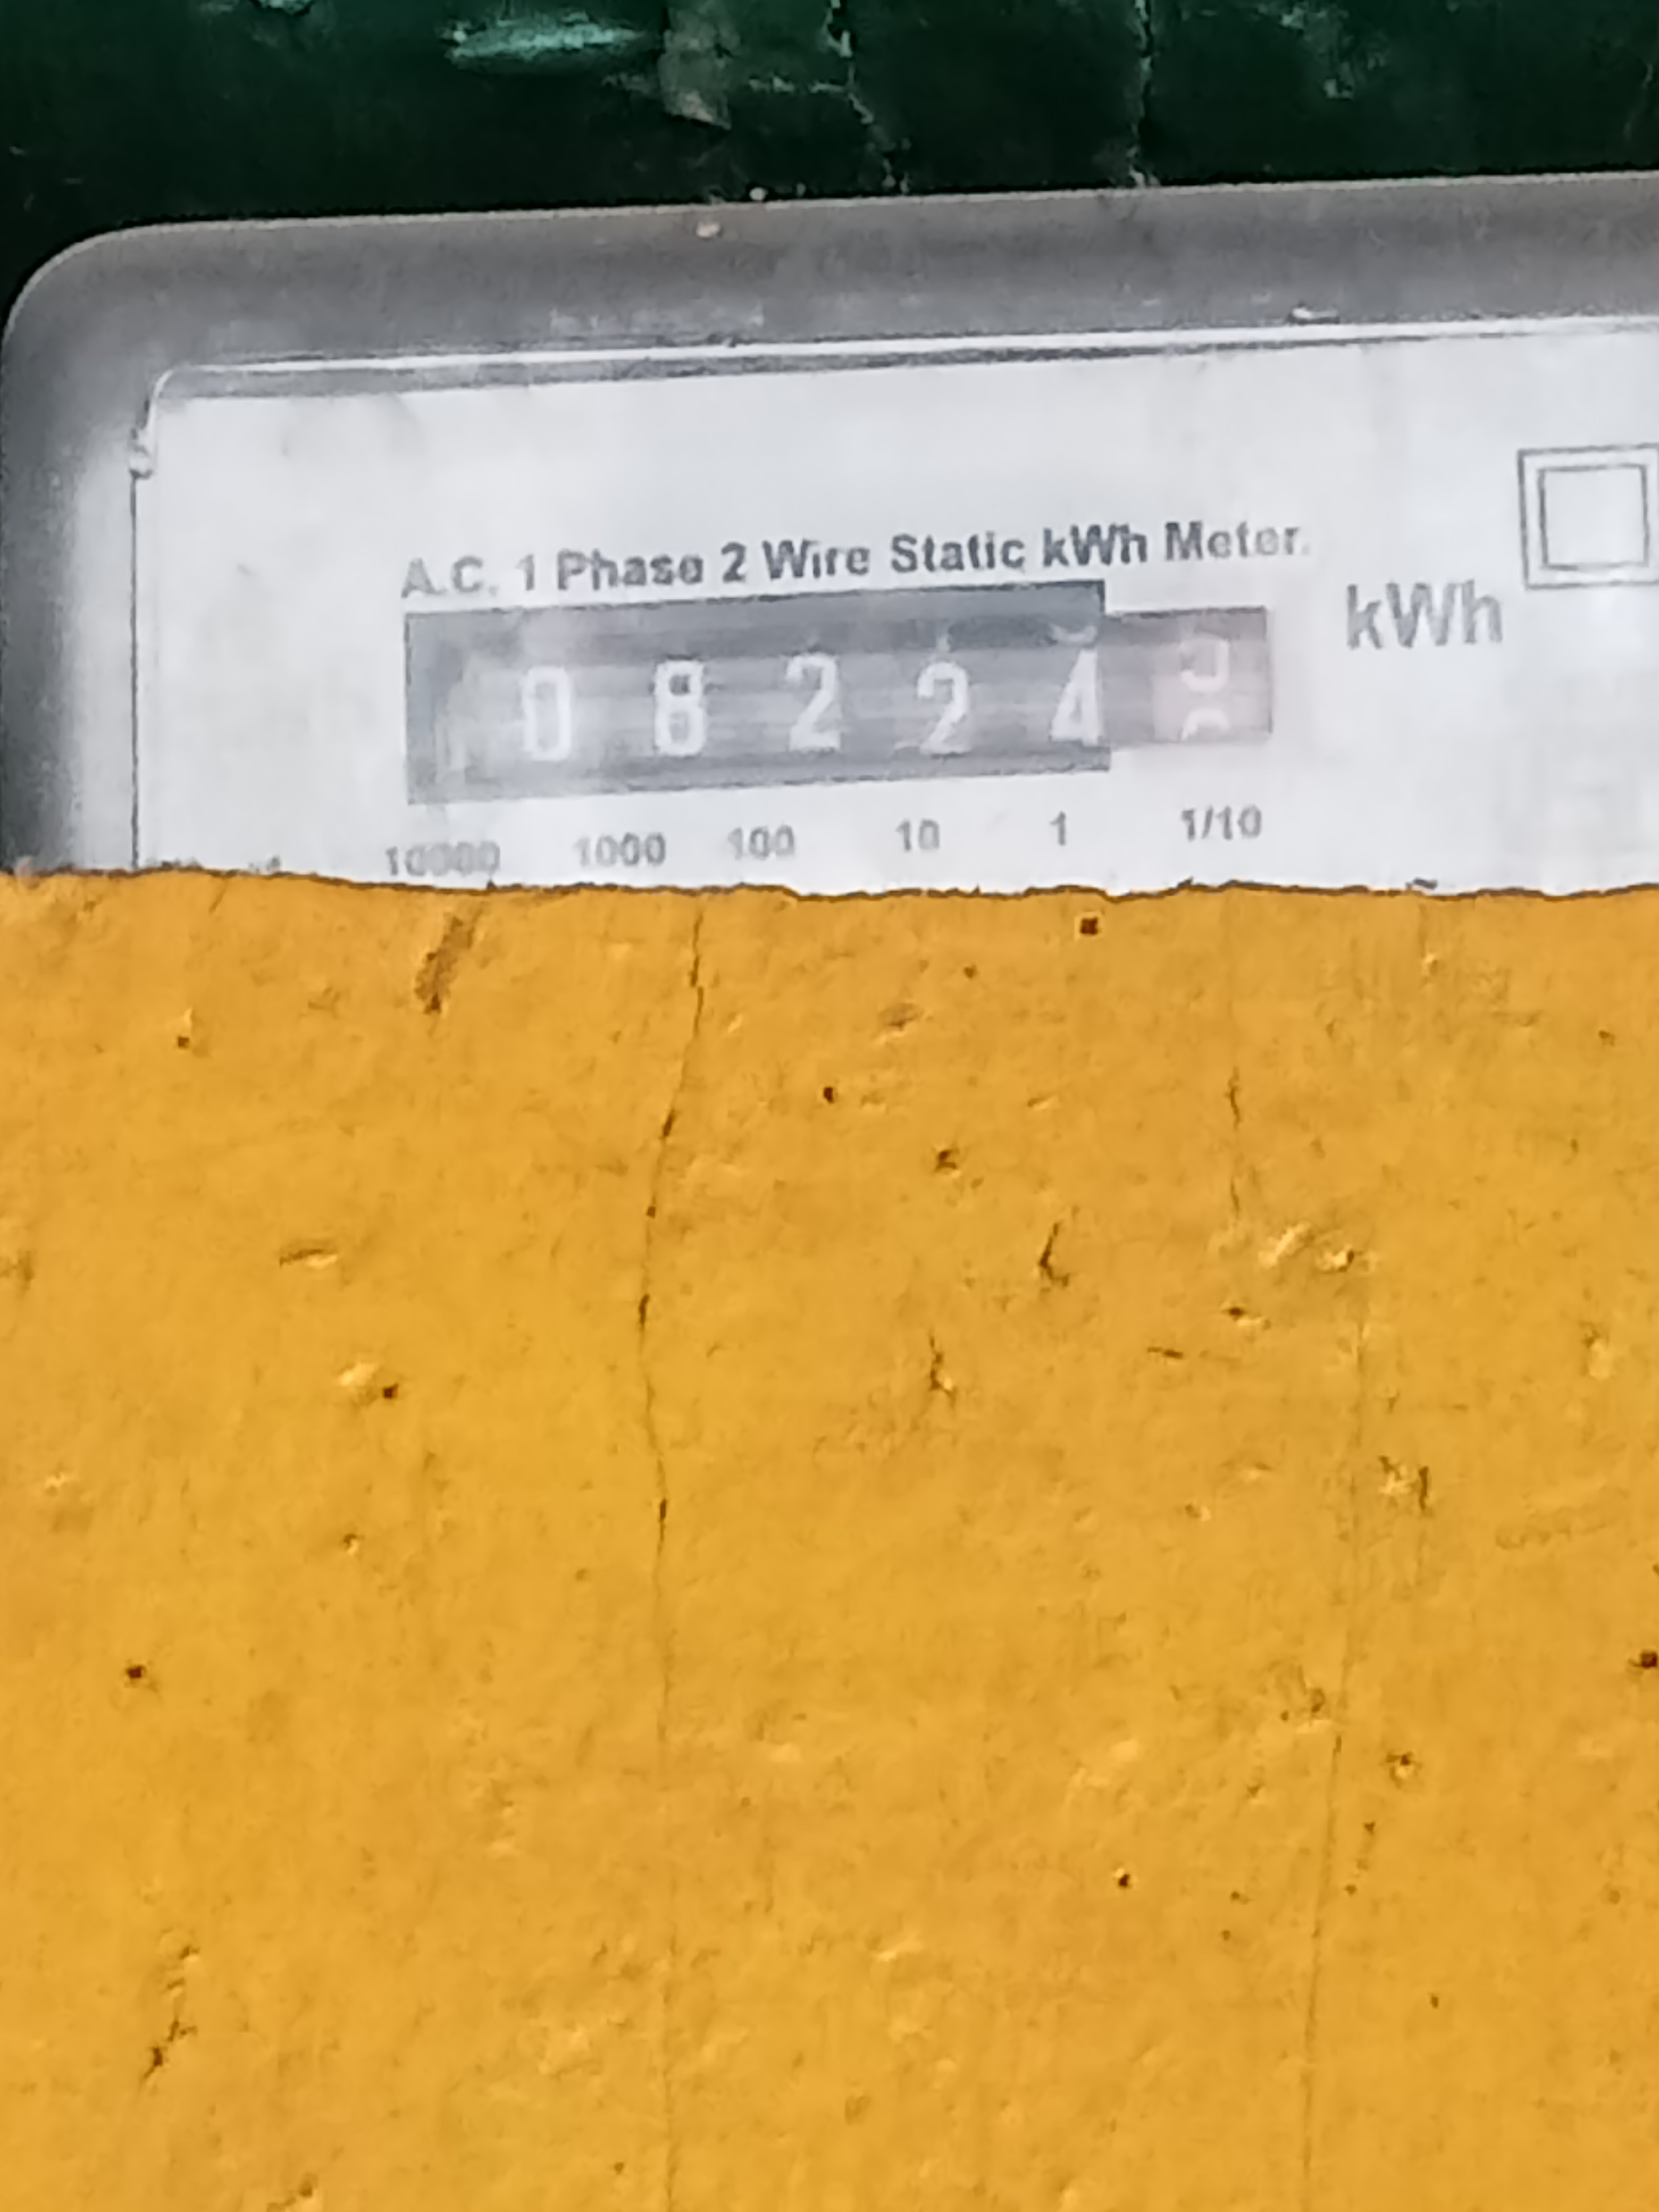 A.C. 1 Phase 2 Wire Static kWh Meter.
0 8 2 2 4
kWh
10000 1000 100 10 1 1/10